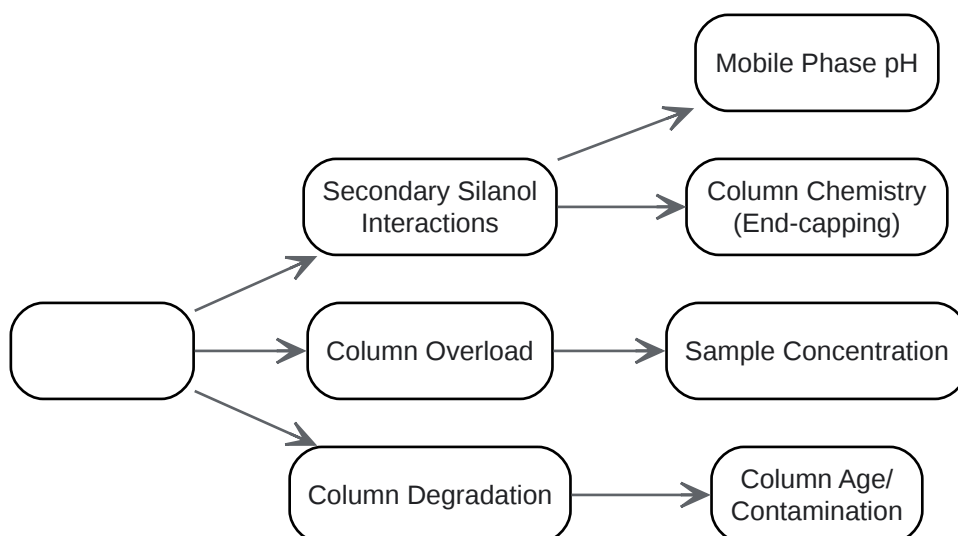 Mobile Phase pH
Secondary Silanol
Interactions
Column Chemistry
(End-capping)
Column Overload
Sample Concentration
Column Degradation
Column Age/
Contamination